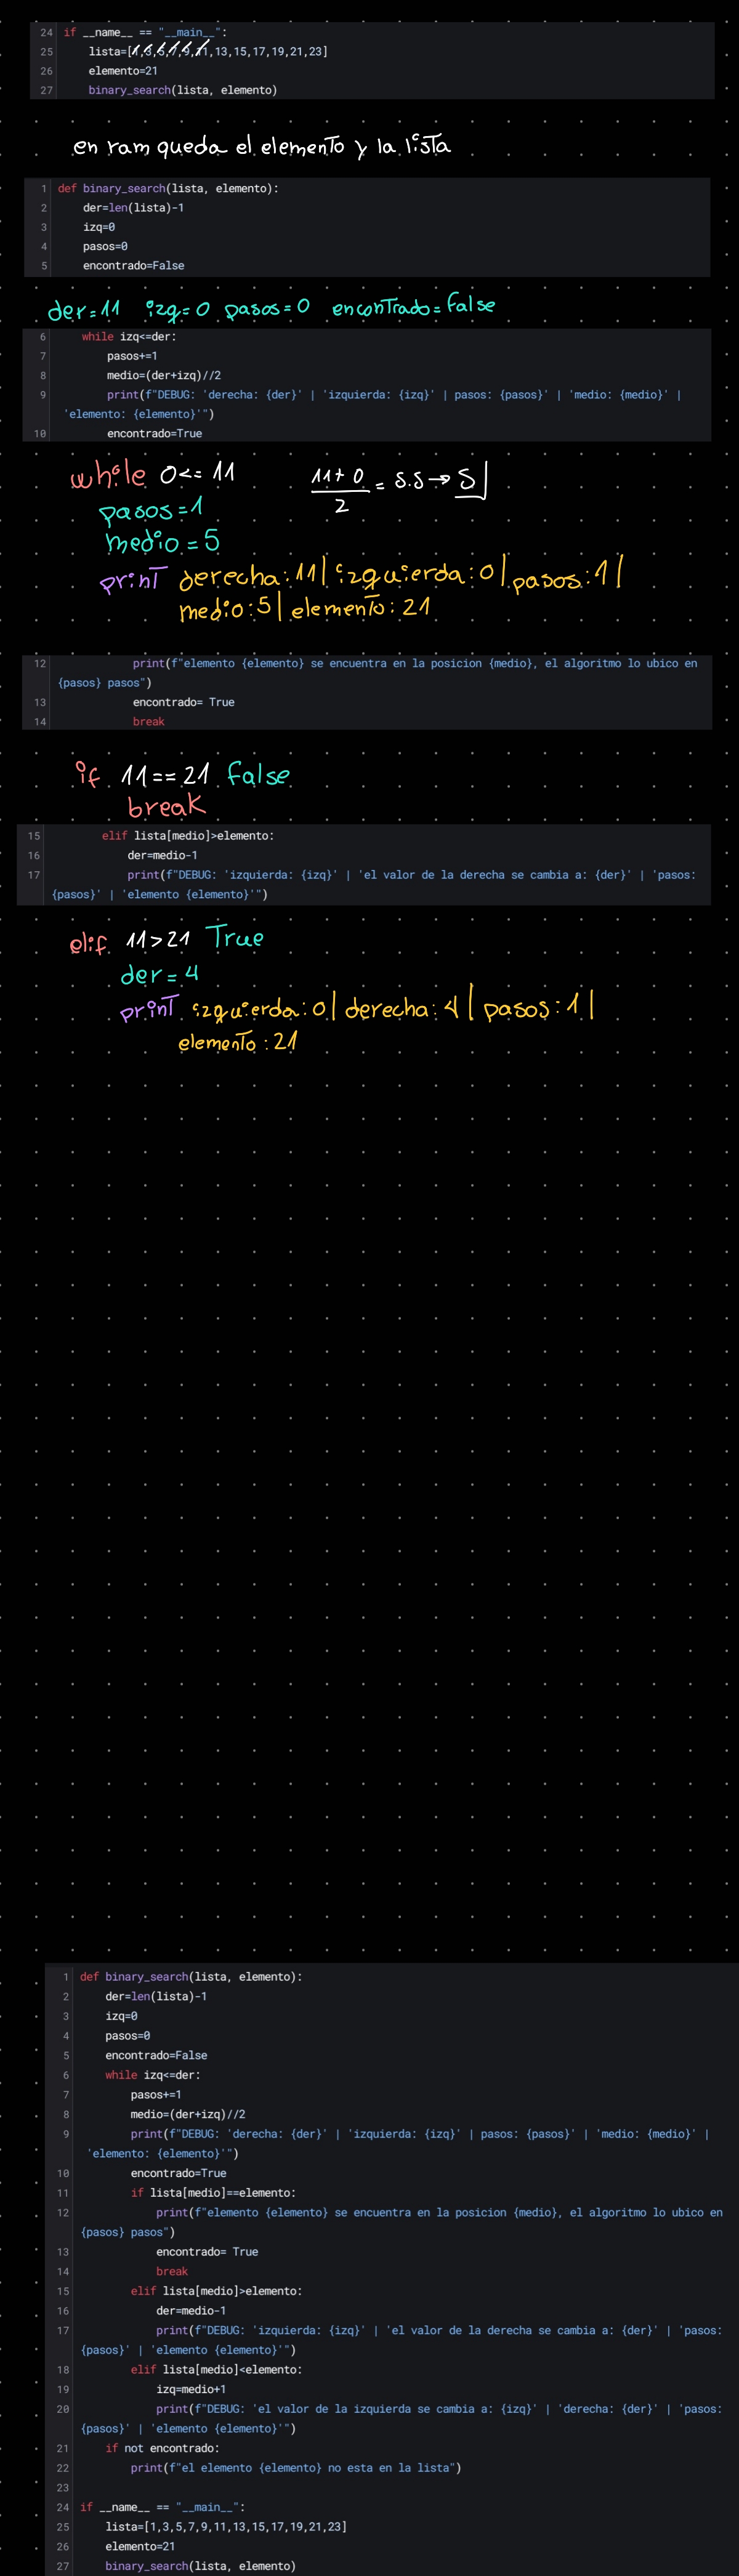 24 if __name__ == "__main__":
25 lista=[1,3,5,7,9,11,13,15,17,19,21,23]
26 elemento=21
27 binary_search(lista, elemento)
en ram queda el elemento y la lista
1 def binary_search(lista, elemento):
2 der=len(lista)-1
3 izq=0
4 pasos=0
5 encontrado=False
der=11 izq=0 pasos=0 encontrado=false
6 while izq<=der:
7 pasos+=1
8 medio=(der+izq)//2
9 print(f"DEBUG: 'derecha: {der}' | 'izquierda: {izq}' | pasos: {pasos}' | 'medio: {medio}' |
'elemento: {elemento}'")
10 encontrado=True
while 0<=11 11+0/2 = 5.5→5
pasos=1
medio=5
print derecha:11| izquierda:0| pasos:1|
medio:5| elemento:21
12 print(f"elemento {elemento} se encuentra en la posicion {medio}, el algoritmo lo ubico en
{pasos} pasos")
13 encontrado= True
14 break
if 11==21 false
break
15 elif lista[medio]>elemento:
16 der=medio-1
17 print(f"DEBUG: 'izquierda: {izq}' | 'el valor de la derecha se cambia a: {der}' | 'pasos:
{pasos}' | 'elemento {elemento}'")
elif 11>21 True
der=4
print izquierda:0| derecha:4| pasos:1|
elemento:21
1 def binary_search(lista, elemento):
2 der=len(lista)-1
3 izq=0
4 pasos=0
5 encontrado=False
6 while izq<=der:
7 pasos+=1
8 medio=(der+izq)//2
9 print(f"DEBUG: 'derecha: {der}' | 'izquierda: {izq}' | pasos: {pasos}' | 'medio: {medio}' |
'elemento: {elemento}'")
10 encontrado=True
11 if lista[medio]==elemento:
12 print(f"elemento {elemento} se encuentra en la posicion {medio}, el algoritmo lo ubico en
{pasos} pasos")
13 encontrado= True
14 break
15 elif lista[medio]>elemento:
16 der=medio-1
17 print(f"DEBUG: 'izquierda: {izq}' | 'el valor de la derecha se cambia a: {der}' | 'pasos:
{pasos}' | 'elemento {elemento}'")
18 elif lista[medio]<elemento:
19 izq=medio+1
20 print(f"DEBUG: 'el valor de la izquierda se cambia a: {izq}' | 'derecha: {der}' | 'pasos:
{pasos}' | 'elemento {elemento}'")
21 if not encontrado:
22 print(f"el elemento {elemento} no esta en la lista")
23
24 if __name__ == "__main__":
25 lista=[1,3,5,7,9,11,13,15,17,19,21,23]
26 elemento=21
27 binary_search(lista, elemento)